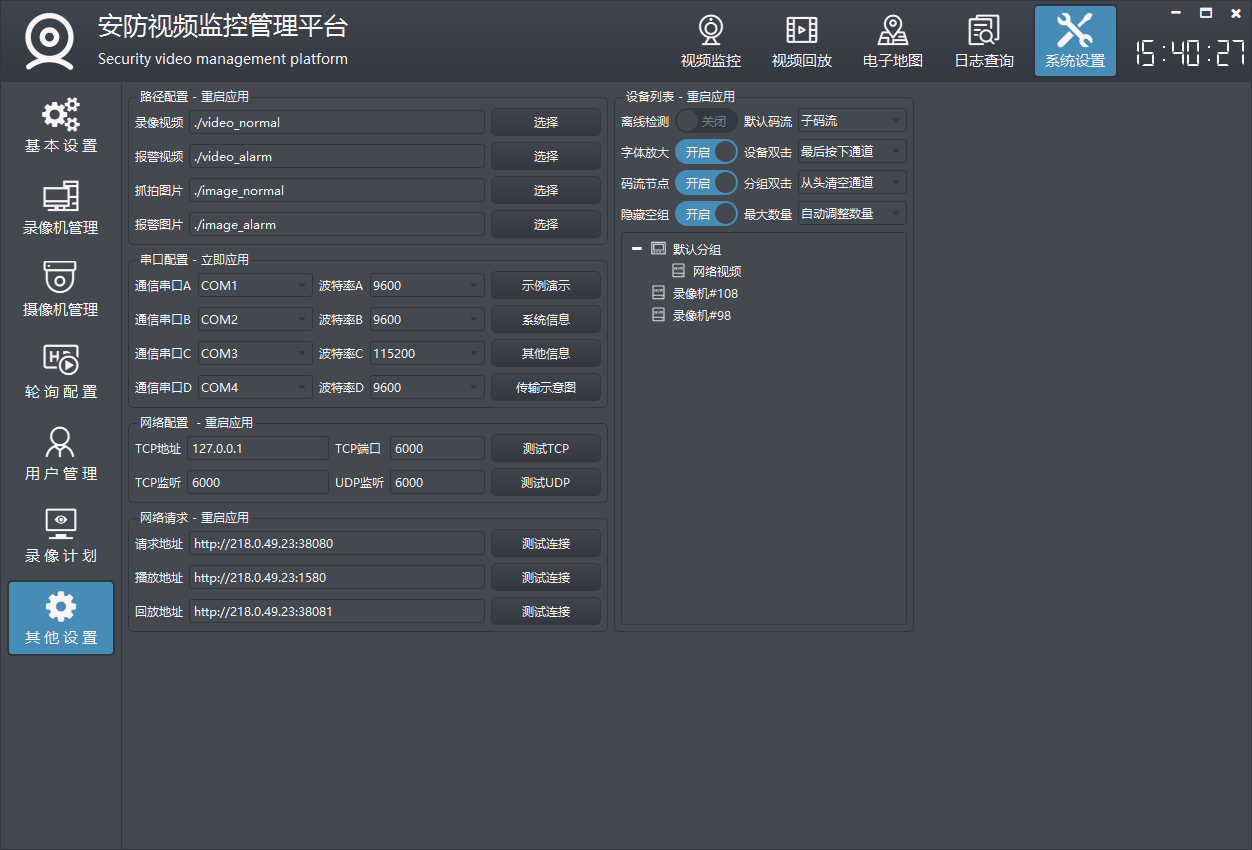 安防视频监控管理平台
Security video management platform
视频监控
视频回放
电子地图
日志查询
系统设置
15:40:27
基本设置
录像机管理
摄像机管理
轮询配置
用户管理
录像计划
其他设置
路径配置 - 重启应用
录像视频 ./video_normal 选择
报警视频 ./video_alarm 选择
抓拍图片 ./image_normal 选择
报警图片 ./image_alarm 选择
串口配置 - 立即应用
通信串口A COM1 波特率A 9600 示例演示
通信串口B COM2 波特率B 9600 系统信息
通信串口C COM3 波特率C 115200 其他信息
通信串口D COM4 波特率D 9600 传输示意图
网络配置 - 重启应用
TCP地址 127.0.0.1 TCP端口 6000 测试TCP
TCP监听 6000 UDP监听 6000 测试UDP
网络请求 - 重启应用
请求地址 http://218.0.49.23:38080 测试连接
播放地址 http://218.0.49.23:1580 测试连接
回放地址 http://218.0.49.23:38081 测试连接
设备列表 - 重启应用
离线检测 关闭 默认码流 子码流
字体放大 开启 设备双击 最后按下通道
码流节点 开启 分组双击 从头清空通道
隐藏空组 开启 最大数量 自动调整数量
默认分组
网络视频
录像机#108
录像机#98